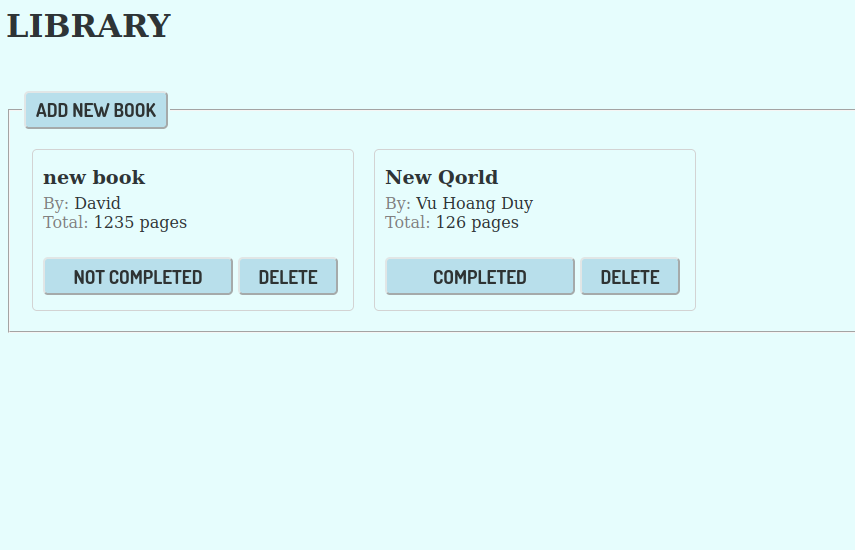 LIBRARY
ADD NEW BOOK
new book
By: David
Total: 1235 pages
NOT COMPLETED
DELETE
New Qorld
By: Vu Hoang Duy
Total: 126 pages
COMPLETED
DELETE